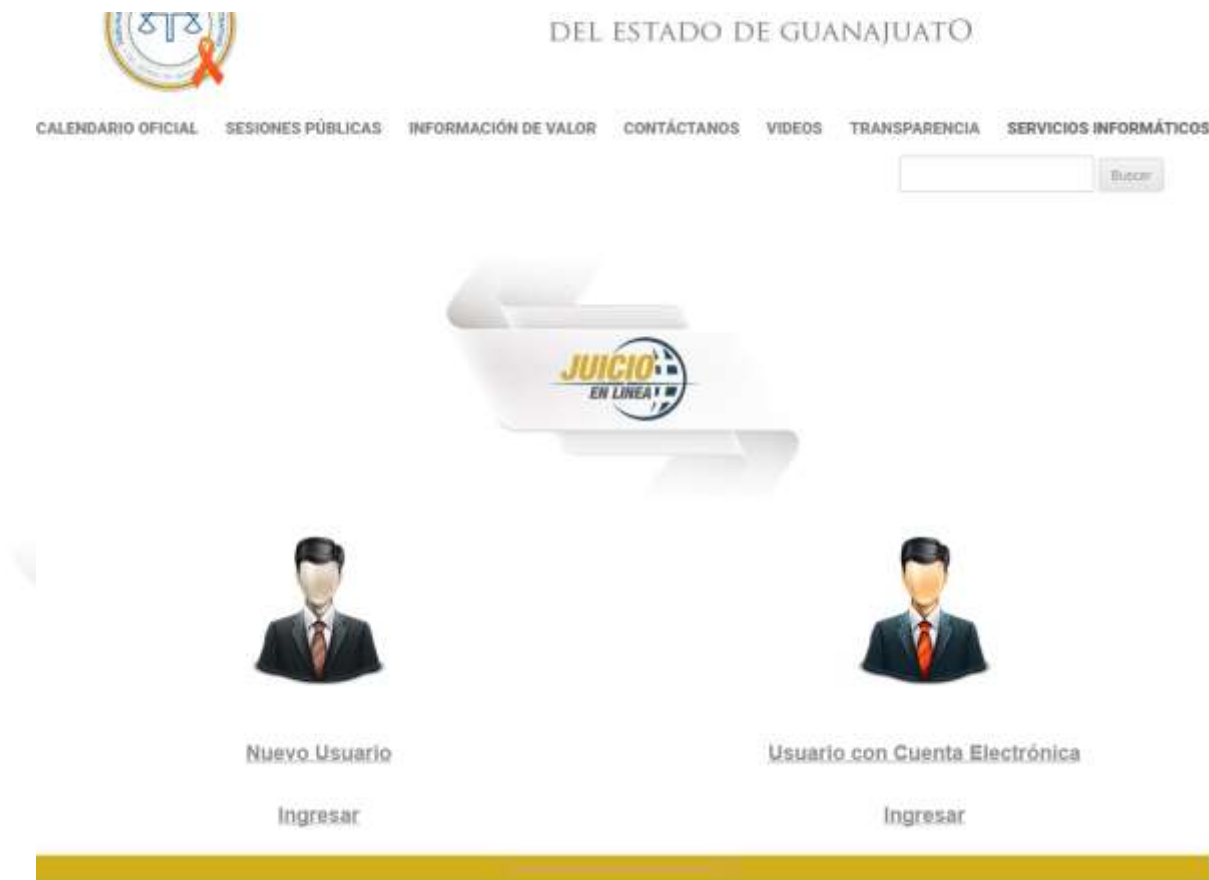 DEL ESTADO DE GUANAJUATO
CALENDARIO OFICIAL SESIONES PÚBLICAS INFORMACIÓN DE VALOR CONTÁCTANOS VIDEOS TRANSPARENCIA SERVICIOS INFORMÁTICOS
Buscar
JUICIO
EN LINEA
Nuevo Usuario Usuario con Cuenta Electrónica
Ingresar Ingresar